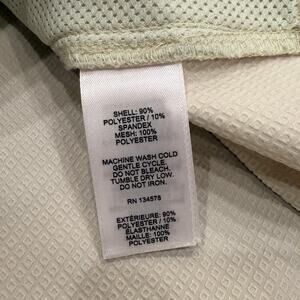 SHELL: 90%
POLYESTER / 10%
SPANDEX
MESH: 100%
POLYESTER
MACHINE WASH COLD
GENTLE CYCLE.
DO NOT BLEACH.
TUMBLE DRY LOW.
DO NOT IRON.
RN 134578
EXTÉRIEURE: 90%
POLYESTER / 10%
ÉLASTHANNE
MAILLE: 100%
POLYESTER